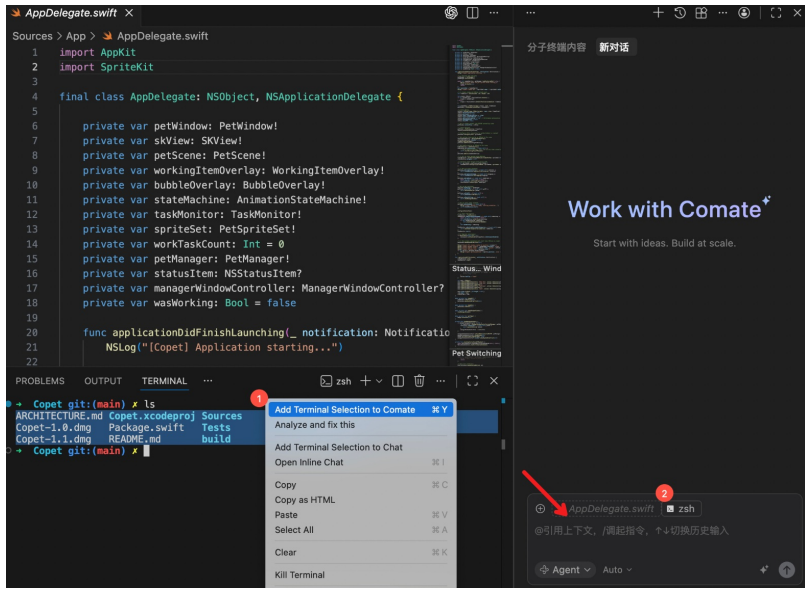 AppDelegate.swift
Sources > App > AppDelegate.swift
1 import AppKit
2 import SpriteKit
3
4 final class AppDelegate: NSObject, NSApplicationDelegate {
5
6 private var petWindow: PetWindow!
7 private var skView: SKView!
8 private var petScene: PetScene!
9 private var workingItemOverlay: WorkingItemOverlay!
10 private var bubbleOverlay: BubbleOverlay!
11 private var stateMachine: AnimationStateMachine!
12 private var taskMonitor: TaskMonitor!
13 private var spriteSet: PetSpriteSet!
14 private var workTaskCount: Int = 0
15 private var petManager: PetManager!
16 private var statusItem: NSStatusItem?
17 private var managerWindowController: ManagerWindowController?
18 private var wasWorking: Bool = false
19
20 func applicationDidFinishLaunching(_ notification: Notificatio
21 NSLog("[Copet] Application starting...")
22
Status... Wind
Pet Switching
PROBLEMS OUTPUT TERMINAL ... zsh
Copet git:(main) ✗ ls
ARCHITECTURE.md Copet.xcodeproj Sources
Copet-1.0.dmg Package.swift Tests
Copet-1.1.dmg README.md build
Copet git:(main) ✗
1
Add Terminal Selection to Comate ⌘ Y
Analyze and fix this
Add Terminal Selection to Chat
Open Inline Chat ⌘ I
Copy ⌘ C
Copy as HTML
Paste ⌘ V
Select All ⌘ A
Clear ⌘ K
Kill Terminal
分子终端内容 新对话
Work with Comate
Start with ideas. Build at scale.
2
AppDelegate.swift zsh
@引用上下文，/调起指令，↑↓切换历史输入
Agent Auto